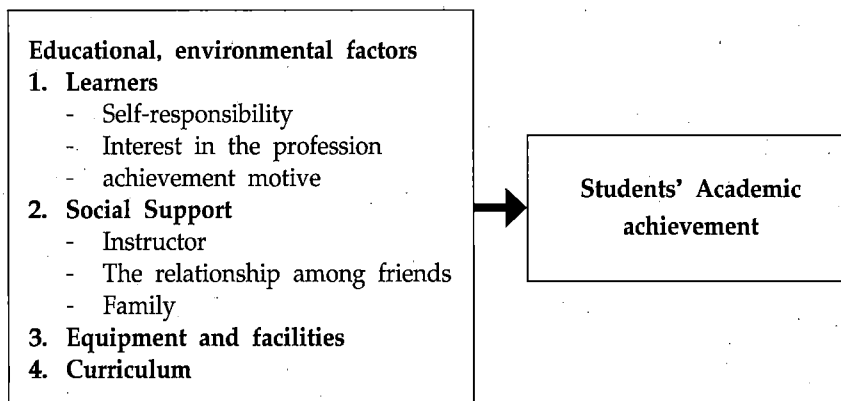 Educational, environmental factors
1. Learners
- Self-responsibility
- Interest in the profession
- achievement motive
2. Social Support
- Instructor
- The relationship among friends
- Family
3. Equipment and facilities
4. Curriculum
Students' Academic
achievement